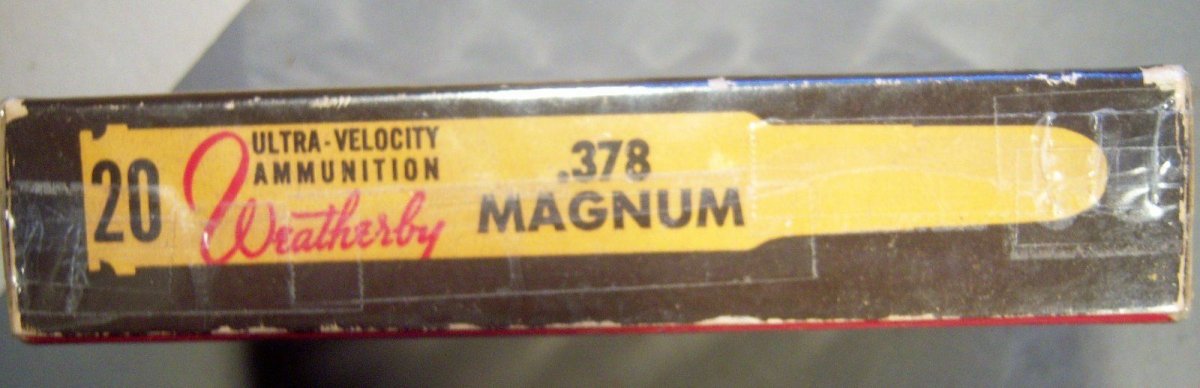 20
ULTRA-VELOCITY
AMMUNITION
Weatherby
.378
MAGNUM